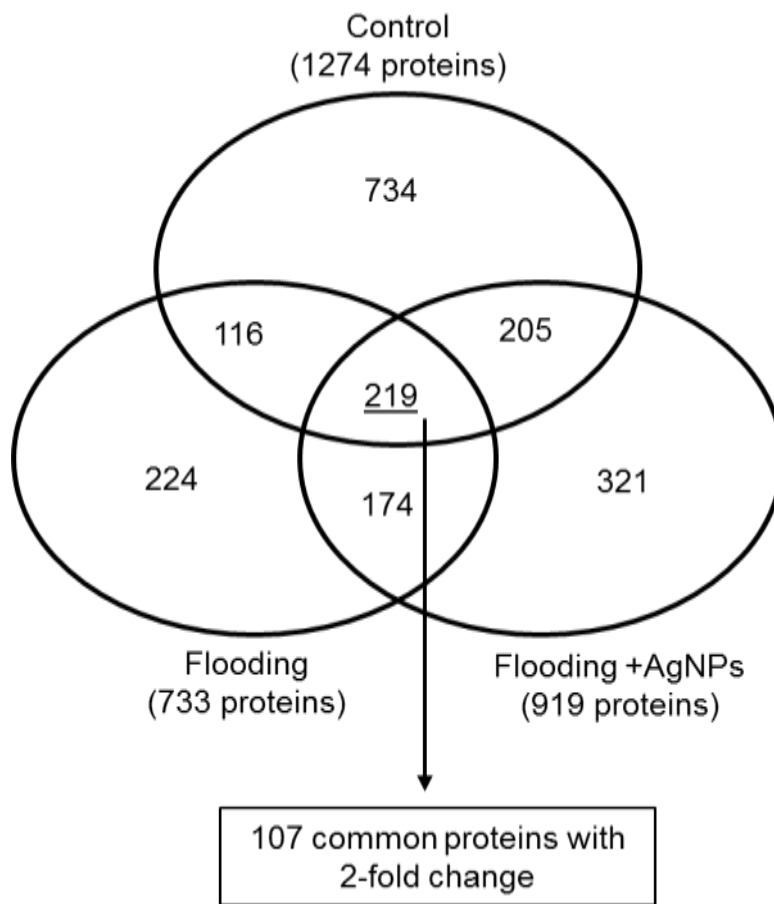 Control
(1274 proteins)
734
116
205
219
224
174
321
Flooding
(733 proteins)
Flooding +AgNPs
(919 proteins)
107 common proteins with
2-fold change